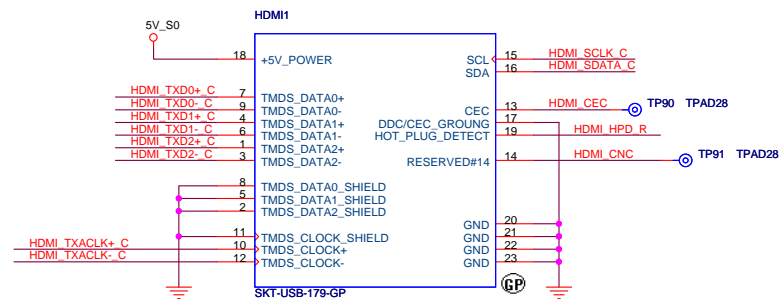 HDMI1
5V_S0
18 +5V_POWER
SCL 15 HDMI_SCLK_C
SDA 16 HDMI_SDATA_C
HDMI_TXD0+_C 7 TMDS_DATA0+
HDMI_TXD0-_C 9 TMDS_DATA0-
HDMI_TXD1+_C 4 TMDS_DATA1+
HDMI_TXD1-_C 6 TMDS_DATA1-
HDMI_TXD2+_C 1 TMDS_DATA2+
HDMI_TXD2-_C 3 TMDS_DATA2-
CEC 13 HDMI_CEC TP90 TPAD28
DDC/CEC_GROUNG 17
HOT_PLUG_DETECT 19 HDMI_HPD_R
RESERVED#14 14 HDMI_CNC TP91 TPAD28
8 TMDS_DATA0_SHIELD
5 TMDS_DATA1_SHIELD
2 TMDS_DATA2_SHIELD
11 TMDS_CLOCK_SHIELD
HDMI_TXACLK+_C 10 TMDS_CLOCK+
HDMI_TXACLK-_C 12 TMDS_CLOCK-
GND 20
GND 21
GND 22
GND 23
SKT-USB-179-GP
GP